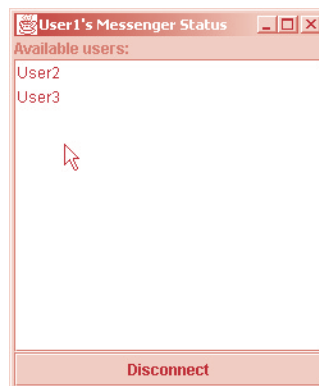 User1's Messenger Status
Available users:
User2
User3
Disconnect